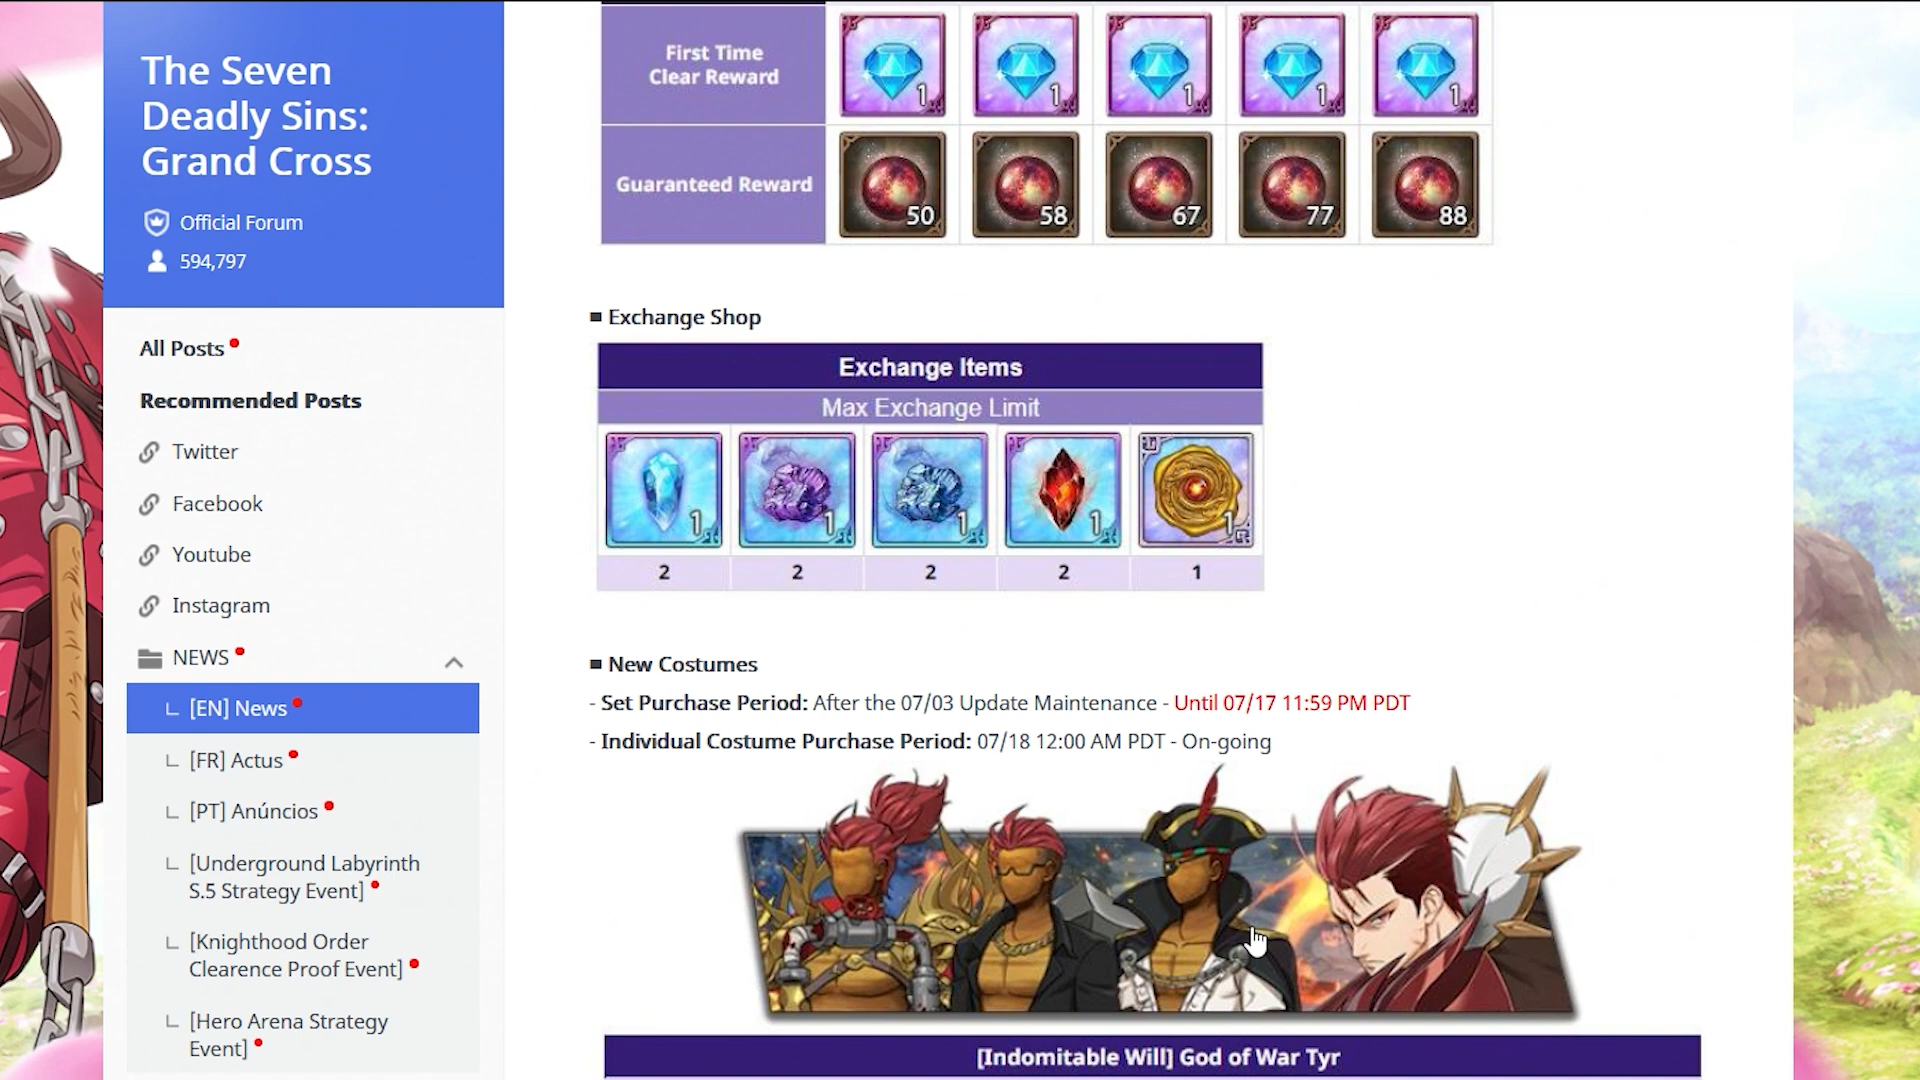 The Seven
Deadly Sins:
Grand Cross
Official Forum
594,797
All Posts
Recommended Posts
Twitter
Facebook
Youtube
Instagram
NEWS
[EN] News
[FR] Actus
[PT] Anúncios
[Underground Labyrinth
S.5 Strategy Event]
[Knighthood Order
Clearence Proof Event]
[Hero Arena Strategy
Event]
First Time
Clear Reward
1 1 1 1 1
Guaranteed Reward
50 58 67 77 88
■ Exchange Shop
Exchange Items
Max Exchange Limit
1 1 1 1 1
2 2 2 2 1
■ New Costumes
- Set Purchase Period: After the 07/03 Update Maintenance - Until 07/17 11:59 PM PDT
- Individual Costume Purchase Period: 07/18 12:00 AM PDT - On-going
[Indomitable Will] God of War Tyr